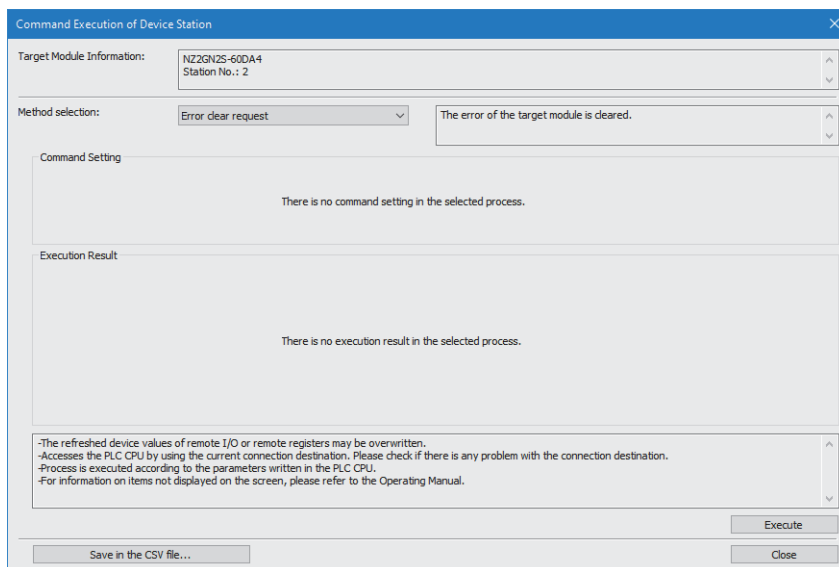 Command Execution of Device Station
Target Module Information:
NZ2GN2S-60DA4
Station No.: 2
Method selection:
Error clear request
The error of the target module is cleared.
Command Setting
There is no command setting in the selected process.
Execution Result
There is no execution result in the selected process.
-The refreshed device values of remote I/O or remote registers may be overwritten.
-Accesses the PLC CPU by using the current connection destination. Please check if there is any problem with the connection destination.
-Process is executed according to the parameters written in the PLC CPU.
-For information on items not displayed on the screen, please refer to the Operating Manual.
Execute
Save in the CSV file...
Close